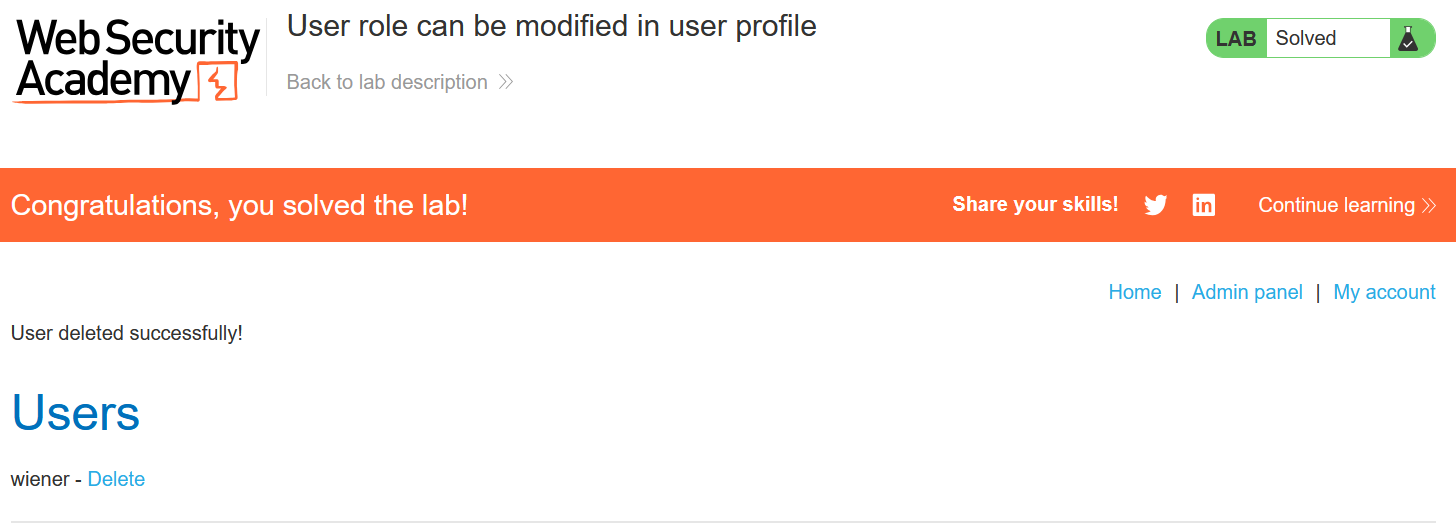 Web Security
Academy
User role can be modified in user profile
Back to lab description
LAB Solved
Congratulations, you solved the lab!
Share your skills!
Continue learning
Home | Admin panel | My account
User deleted successfully!
Users
wiener - Delete